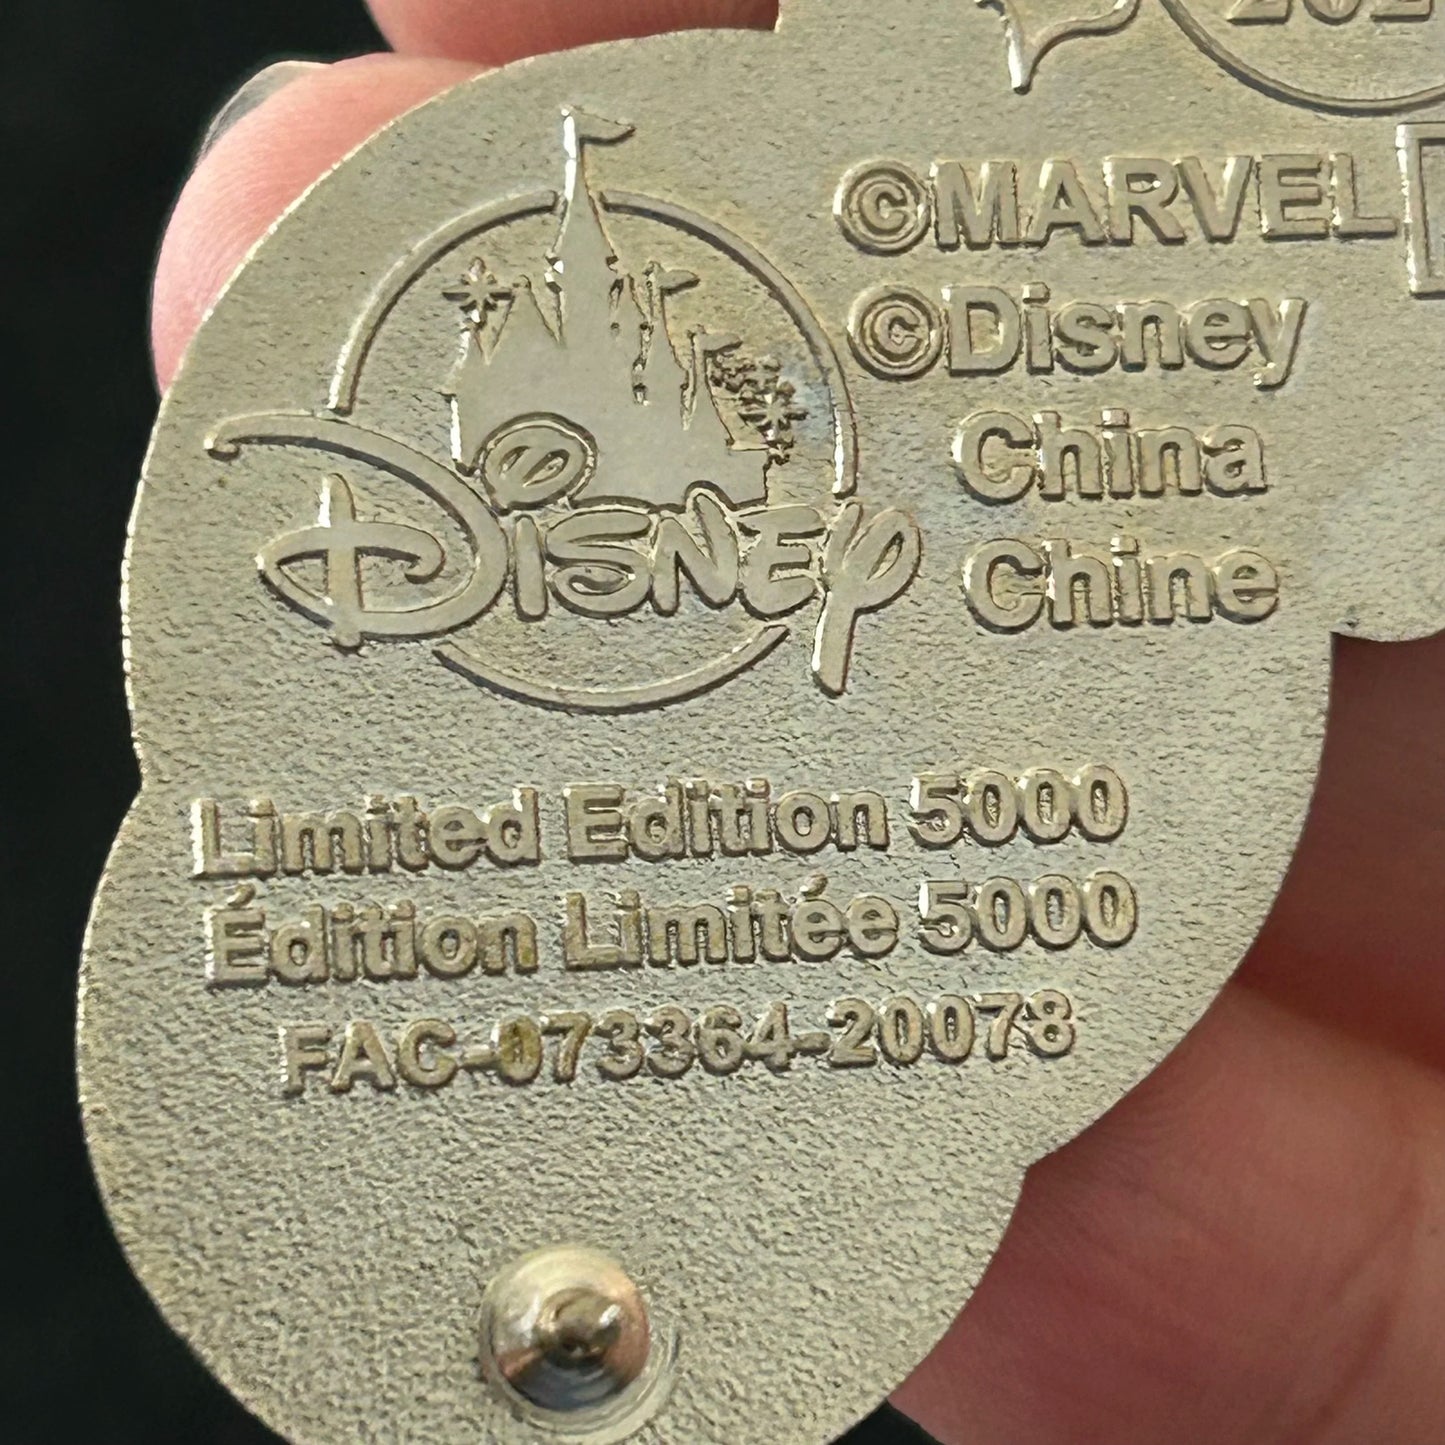 ©MARVEL
©Disney
China
Chine
Disney
Limited Edition 5000
Édition Limitée 5000
FAC-073364-20078